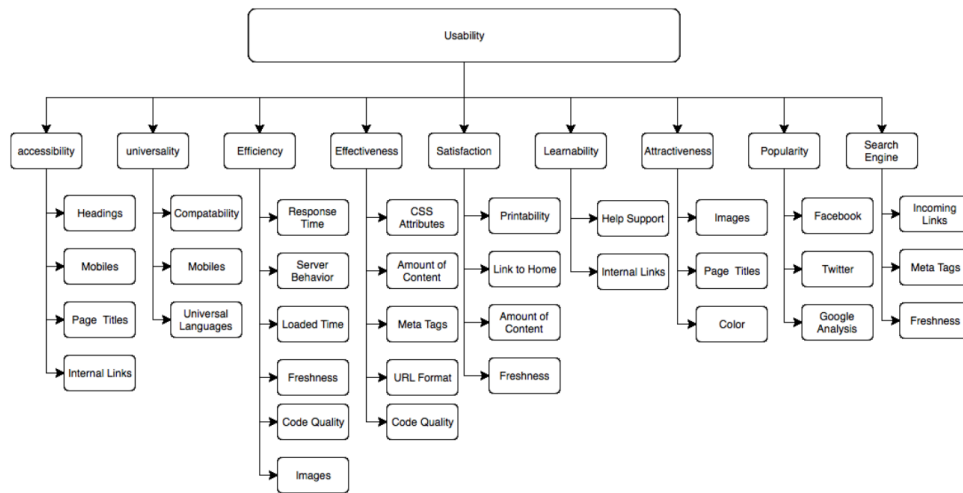 Usability
accessibility
universality
Efficiency
Effectiveness
Satisfaction
Learnability
Attractiveness
Popularity
Search
Engine
Headings
Mobiles
Page Titles
Internal Links
Compatability
Mobiles
Universal
Languages
Response
Time
Server
Behavior
Loaded Time
Freshness
Code Quality
Images
CSS
Attributes
Amount of
Content
Meta Tags
URL Format
Code Quality
Printability
Link to Home
Amount of
Content
Freshness
Help Support
Internal Links
Images
Page Titles
Color
Facebook
Twitter
Google
Analysis
Incoming
Links
Meta Tags
Freshness